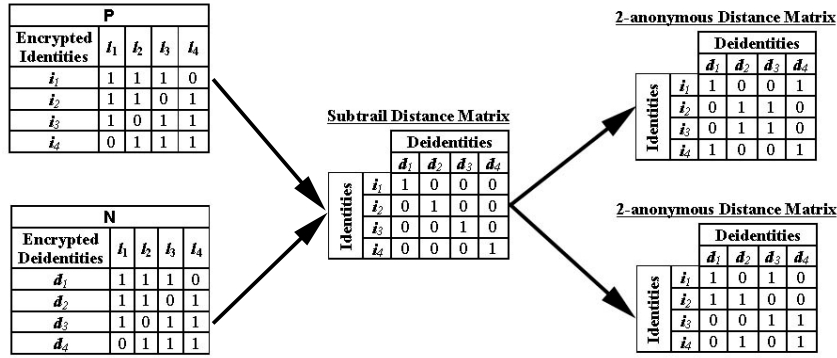 P
Encrypted Identities l1 l2 l3 l4
i1 1 1 1 0
i2 1 1 0 1
i3 1 0 1 1
i4 0 1 1 1
N
Encrypted Deidentities l1 l2 l3 l4
d1 1 1 1 0
d2 1 1 0 1
d3 1 0 1 1
d4 0 1 1 1
Subtrail Distance Matrix
Deidentities
d1 d2 d3 d4
Identities
i1 1 0 0 0
i2 0 1 0 0
i3 0 0 1 0
i4 0 0 0 1
2-anonymous Distance Matrix
Deidentities
d1 d2 d3 d4
Identities
i1 1 0 0 1
i2 0 1 1 0
i3 0 1 1 0
i4 1 0 0 1
2-anonymous Distance Matrix
Deidentities
d1 d2 d3 d4
Identities
i1 1 0 1 0
i2 1 1 0 0
i3 0 0 1 1
i4 0 1 0 1